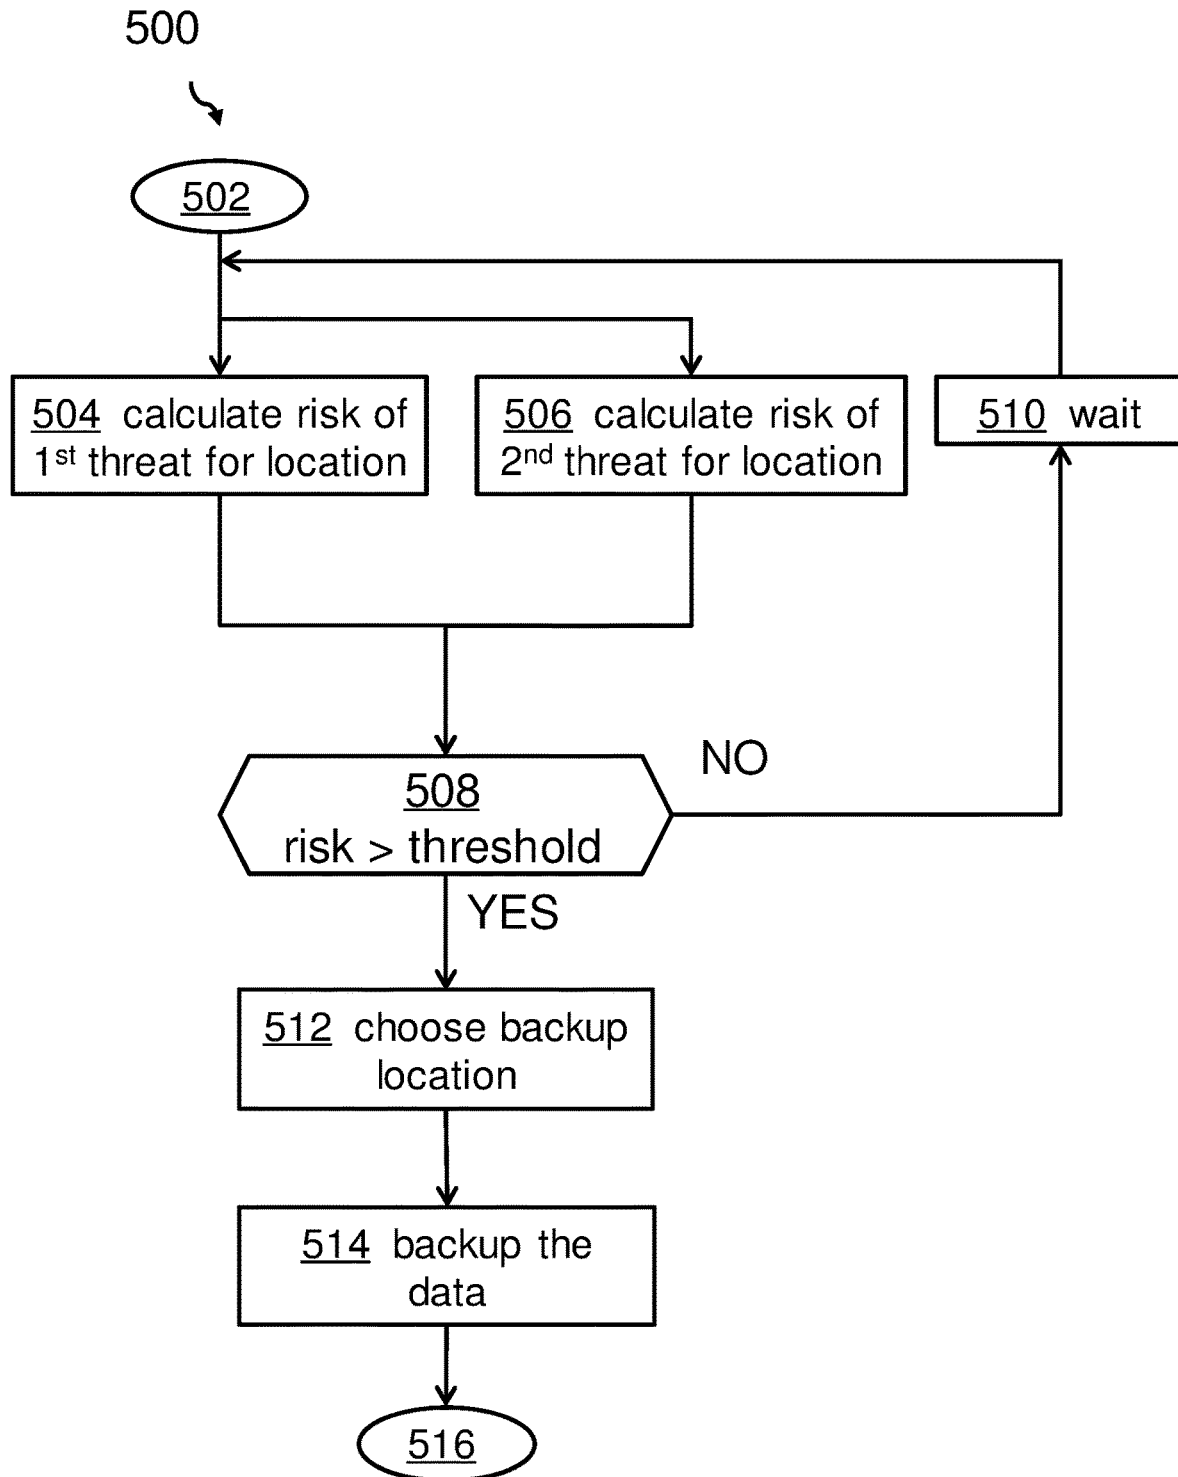 500
502
504 calculate risk of
1st threat for location
506 calculate risk of
2nd threat for location
510 wait
508
risk > threshold
NO
YES
512 choose backup
location
514 backup the
data
516